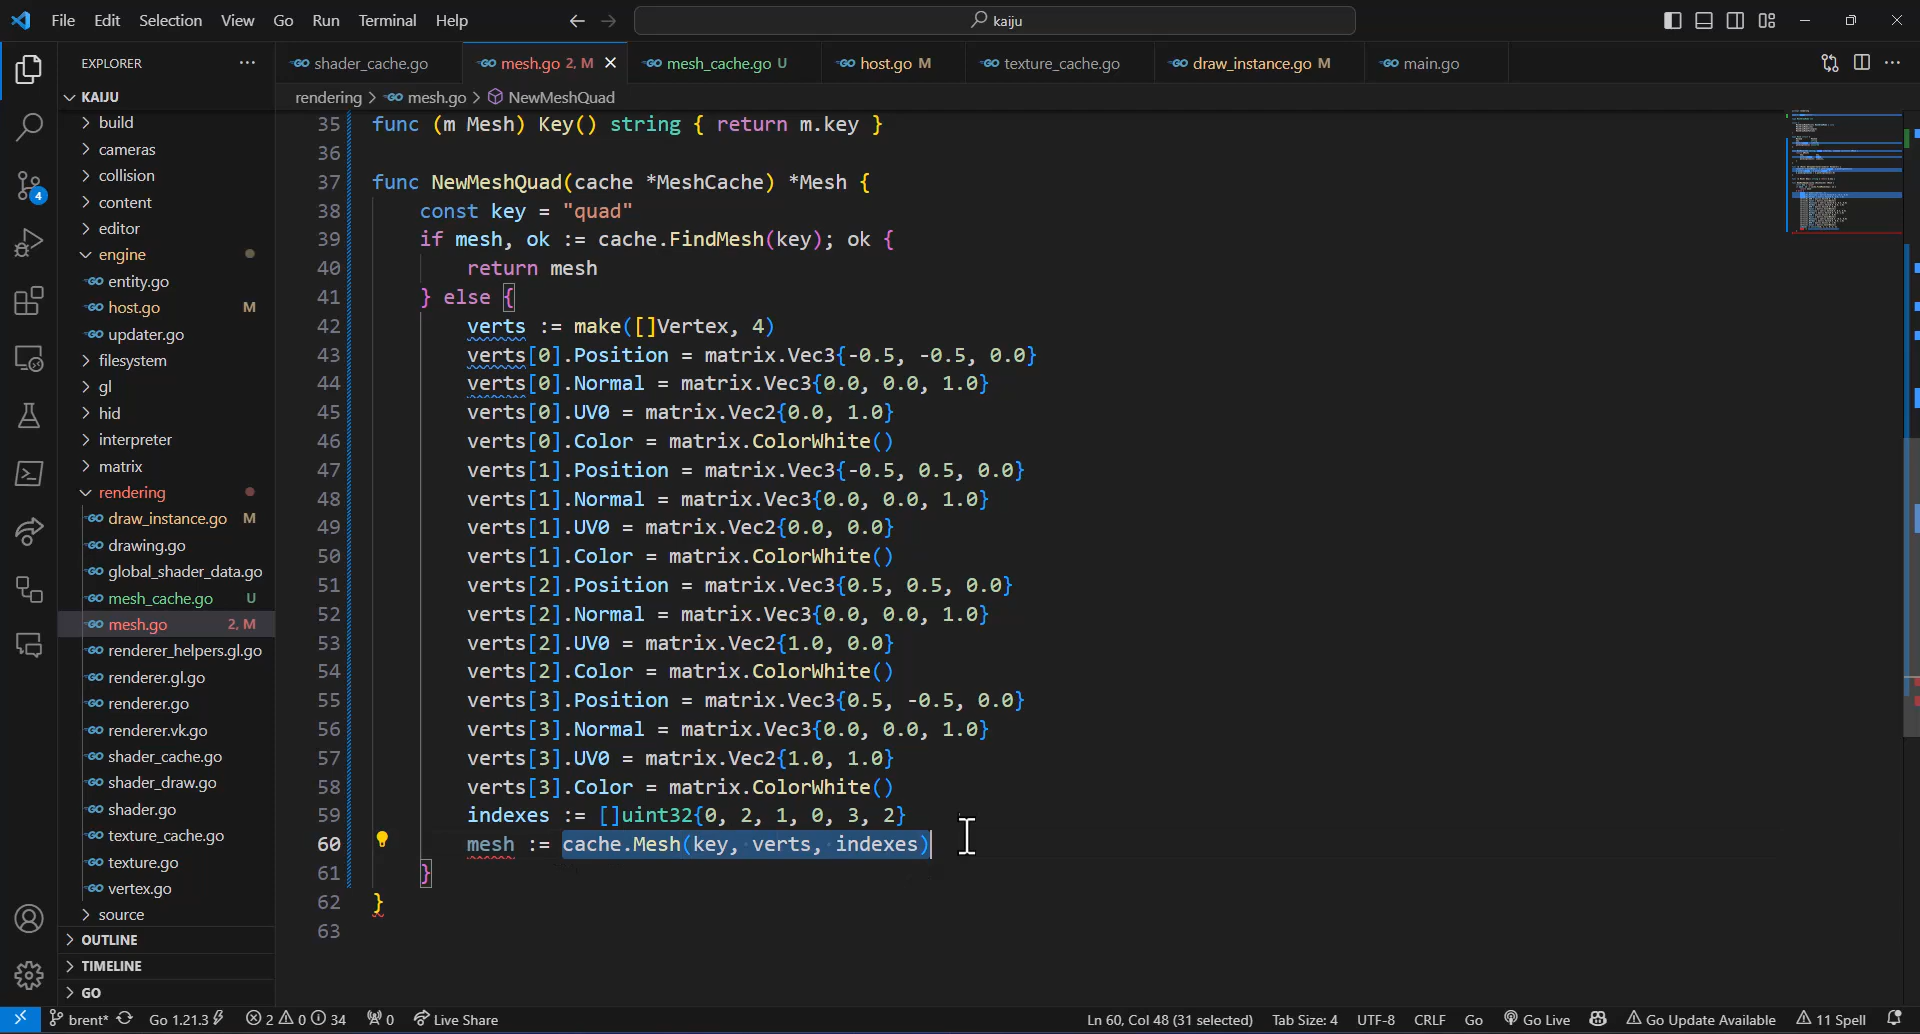 File Edit Selection View Go Run Terminal Help
kaiju
EXPLORER
KAIJU
build
cameras
collision
content
editor
engine
entity.go
host.go M
updater.go
filesystem
gl
hid
interpreter
matrix
rendering
draw_instance.go M
drawing.go
global_shader_data.go
mesh_cache.go U
mesh.go 2, M
renderer_helpers.gl.go
renderer.gl.go
renderer.go
renderer.vk.go
shader_cache.go
shader_draw.go
shader.go
texture_cache.go
texture.go
vertex.go
source
OUTLINE
TIMELINE
GO
4
shader_cache.go mesh.go 2, M mesh_cache.go U host.go M texture_cache.go draw_instance.go M main.go
rendering > mesh.go > NewMeshQuad
35 func (m Mesh) Key() string { return m.key }
36
37 func NewMeshQuad(cache *MeshCache) *Mesh {
38 const key = "quad"
39 if mesh, ok := cache.FindMesh(key); ok {
40 return mesh
41 } else {
42 verts := make([]Vertex, 4)
43 verts[0].Position = matrix.Vec3{-0.5, -0.5, 0.0}
44 verts[0].Normal = matrix.Vec3{0.0, 0.0, 1.0}
45 verts[0].UV0 = matrix.Vec2{0.0, 1.0}
46 verts[0].Color = matrix.ColorWhite()
47 verts[1].Position = matrix.Vec3{-0.5, 0.5, 0.0}
48 verts[1].Normal = matrix.Vec3{0.0, 0.0, 1.0}
49 verts[1].UV0 = matrix.Vec2{0.0, 0.0}
50 verts[1].Color = matrix.ColorWhite()
51 verts[2].Position = matrix.Vec3{0.5, 0.5, 0.0}
52 verts[2].Normal = matrix.Vec3{0.0, 0.0, 1.0}
53 verts[2].UV0 = matrix.Vec2{1.0, 0.0}
54 verts[2].Color = matrix.ColorWhite()
55 verts[3].Position = matrix.Vec3{0.5, -0.5, 0.0}
56 verts[3].Normal = matrix.Vec3{0.0, 0.0, 1.0}
57 verts[3].UV0 = matrix.Vec2{1.0, 1.0}
58 verts[3].Color = matrix.ColorWhite()
59 indexes := []uint32{0, 2, 1, 0, 3, 2}
60 mesh := cache.Mesh(key, verts, indexes)
61 }
62 }
63
brent* Go 1.21.3 2 0 34 0 Live Share Ln 60, Col 48 (31 selected) Tab Size: 4 UTF-8 CRLF Go Go Live Go Update Available 11 Spell